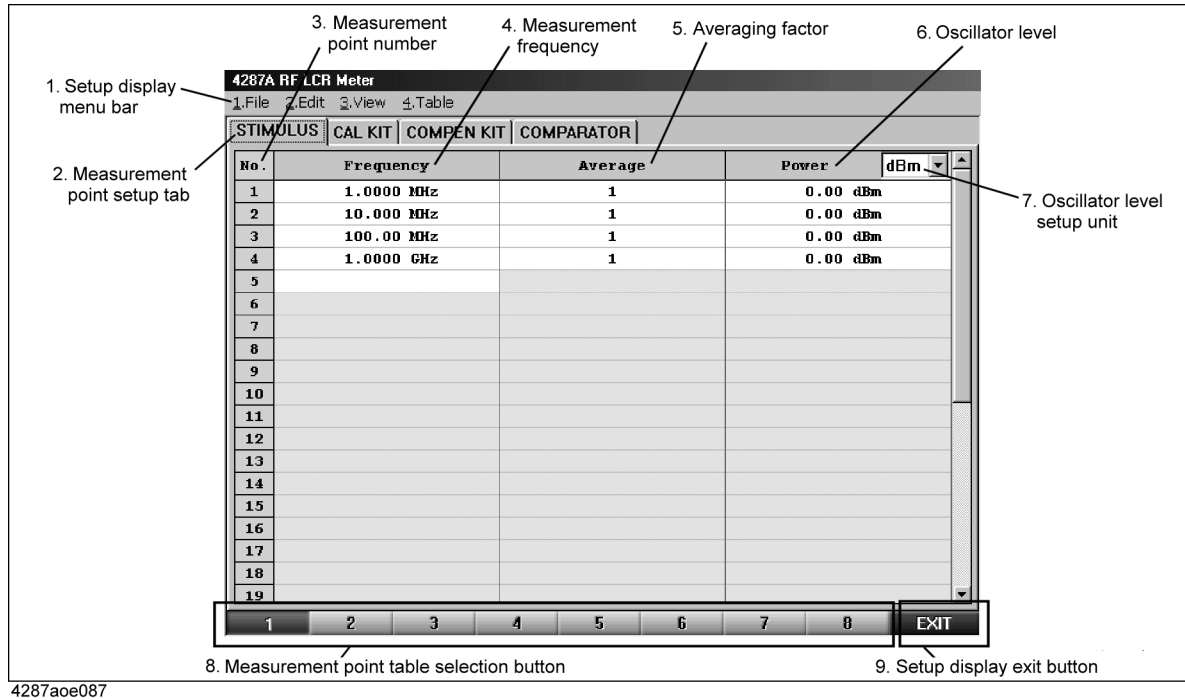 3. Measurement
point number
4. Measurement
frequency
5. Averaging factor
6. Oscillator level
1. Setup display
menu bar
4287A RF LCR Meter
1.File 2.Edit 3.View 4.Table
STIMULUS CAL KIT COMPEN KIT COMPARATOR
2. Measurement
point setup tab
No. Frequency Average Power dBm
1 1.0000 MHz 1 0.00 dBm
2 10.000 MHz 1 0.00 dBm
3 100.00 MHz 1 0.00 dBm
4 1.0000 GHz 1 0.00 dBm
7. Oscillator level
setup unit
5
6
7
8
9
10
11
12
13
14
15
16
17
18
19
1 2 3 4 5 6 7 8 EXIT
8. Measurement point table selection button
9. Setup display exit button
4287aoe087